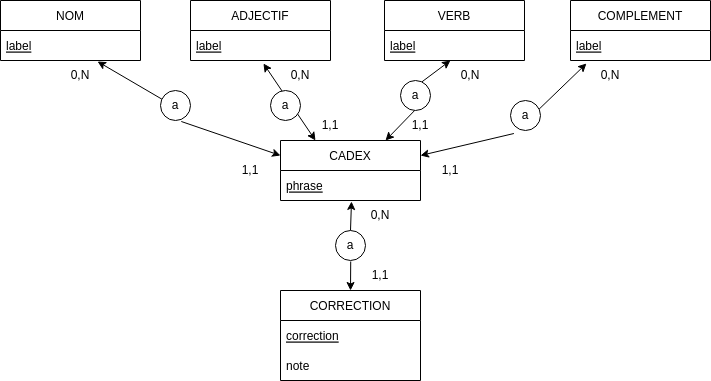 NOM
ADJECTIF
VERB
COMPLEMENT
label
label
label
label
0,N
0,N
0,N
0,N
a
a
a
a
1,1
1,1
1,1
1,1
CADEX
phrase
0,N
a
1,1
CORRECTION
correction
note